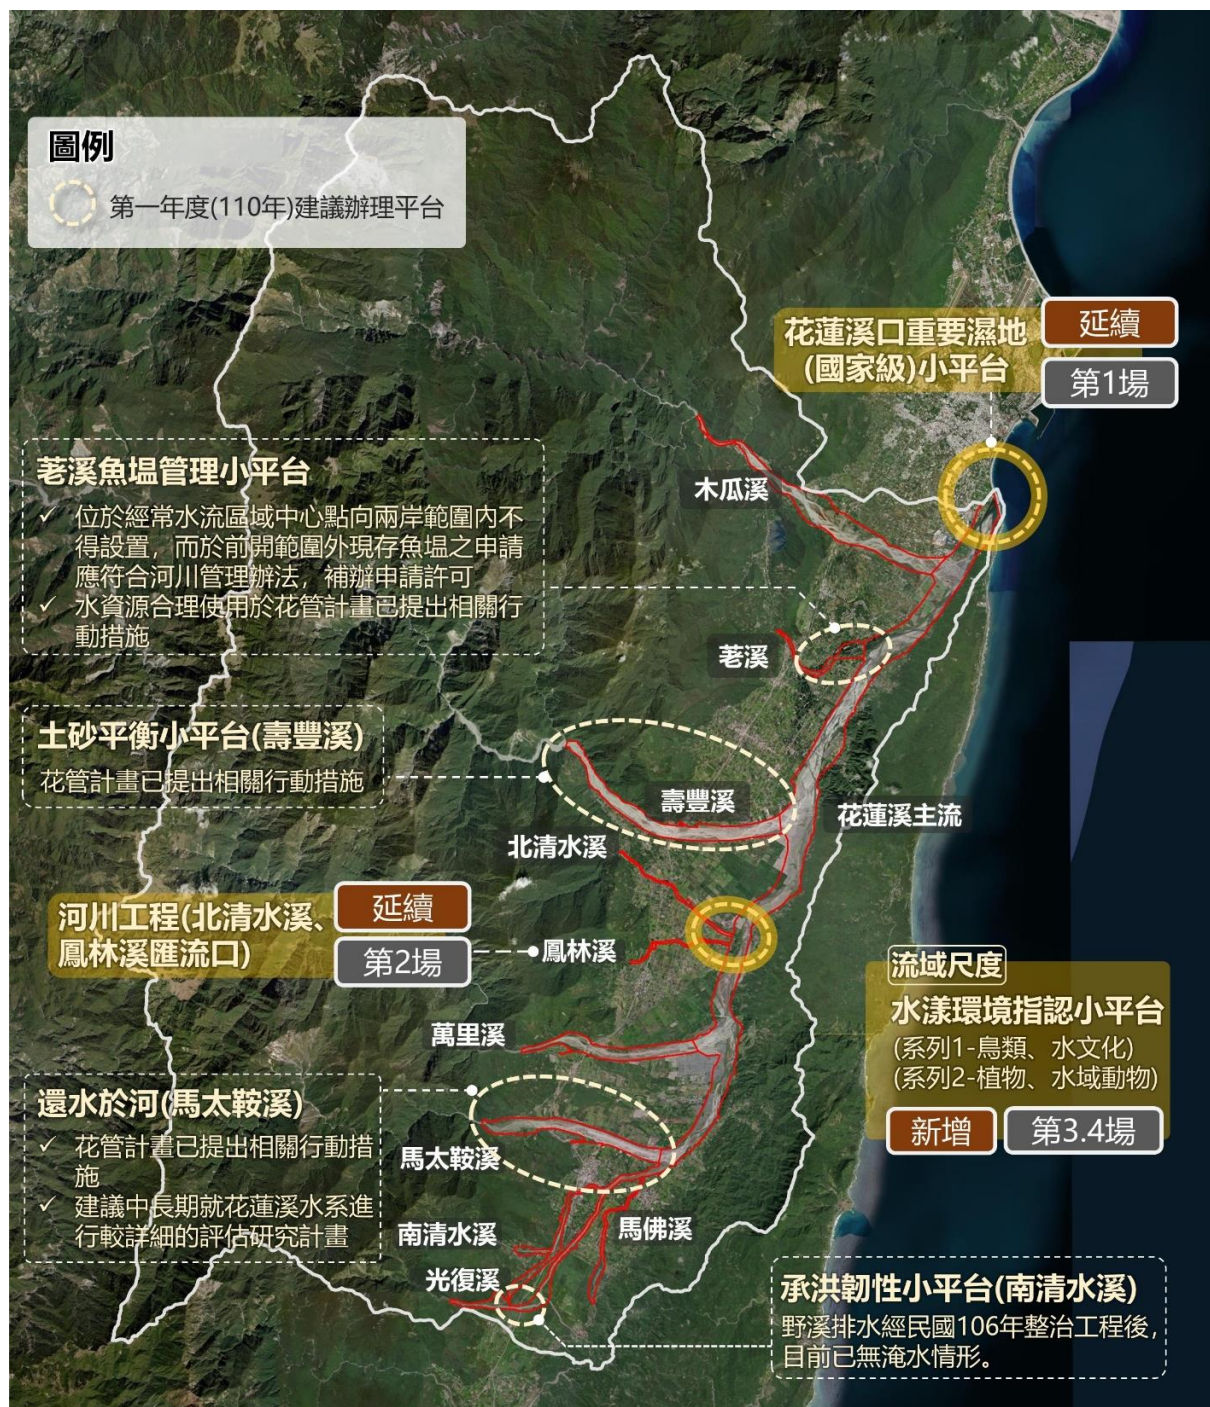 圖例
第一年度(110年)建議辦理平台
花蓮溪口重要濕地
(國家級)小平台
延續
第1場
荖溪魚塭管理小平台
✓ 位於經常水流區域中心點向兩岸範圍內不
得設置，而於前開範圍外現存魚塭之申請
應符合河川管理辦法，補辦申請許可
✓ 水資源合理使用於花管計畫已提出相關行
動措施
木瓜溪
荖溪
土砂平衡小平台(壽豐溪)
花管計畫已提出相關行動措施
壽豐溪
花蓮溪主流
北清水溪
河川工程(北清水溪、
鳳林溪匯流口)
延續
第2場
鳳林溪
流域尺度
水漾環境指認小平台
(系列1-鳥類、水文化)
(系列2-植物、水域動物)
新增
第3.4場
萬里溪
還水於河(馬太鞍溪)
✓ 花管計畫已提出相關行動措
施
✓ 建議中長期就花蓮溪水系進
行較詳細的評估研究計畫
馬太鞍溪
南清水溪
馬佛溪
光復溪
承洪韌性小平台(南清水溪)
野溪排水經民國106年整治工程後，
目前已無淹水情形。